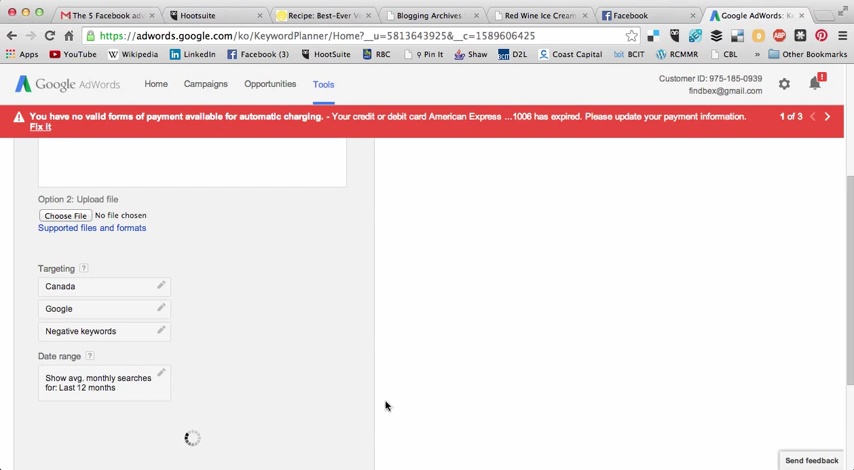 The 5 Facebook adv
Hootsuite
Recipe: Best-Ever V
Blogging Archives
Red Wine Ice Cream
Facebook
Google AdWords: Ke
https://adwords.google.com/ko/KeywordPlanner/Home?__u=5813643925&__c=1589606425
Apps YouTube Wikipedia LinkedIn Facebook (3) HootSuite RBC Pin It Shaw D2L Coast Capital BCIT RCMMR CBL » Other Bookmarks
Google AdWords
Home Campaigns Opportunities Tools
Customer ID: 975-185-0939
findbex@gmail.com
You have no valid forms of payment available for automatic charging. - Your credit or debit card American Express ...1006 has expired. Please update your payment information.
Fix it
1 of 3
Option 2: Upload file
Choose File No file chosen
Supported files and formats
Targeting ?
Canada
Google
Negative keywords
Date range ?
Show avg. monthly searches
for: Last 12 months
Send feedback